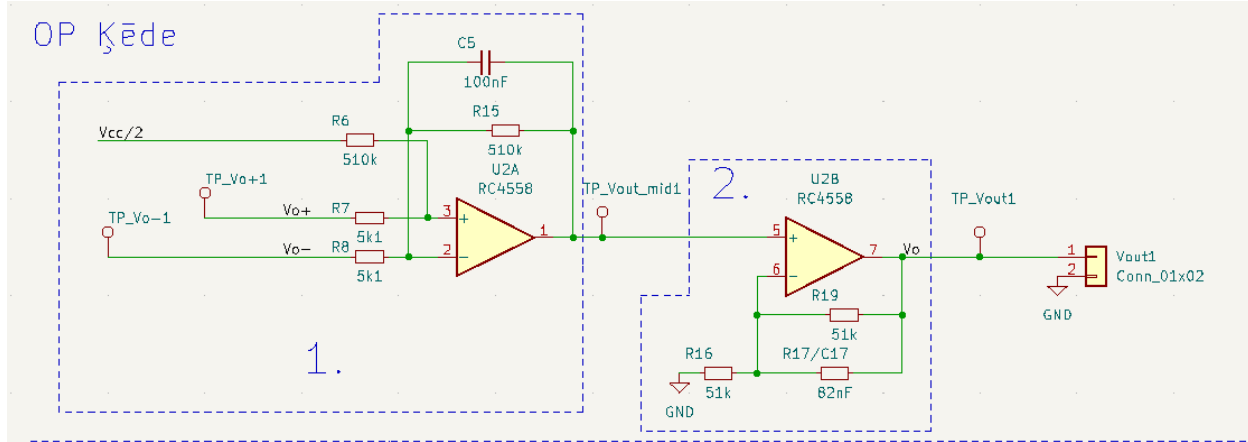 OP Ķēde
C5
100nF
Vcc/2
R6
510k
R15
510k
U2A
RC4558
TP_Vo+1
Vo+
R7
5k1
3
+
TP_Vo-1
Vo-
R8
5k1
2
-
1
TP_Vout_mid1
1.
2.
U2B
RC4558
5
+
6
-
7
Vo
TP_Vout1
R19
51k
R16
51k
R17/C17
82nF
GND
1
2
Vout1
Conn_01x02
GND